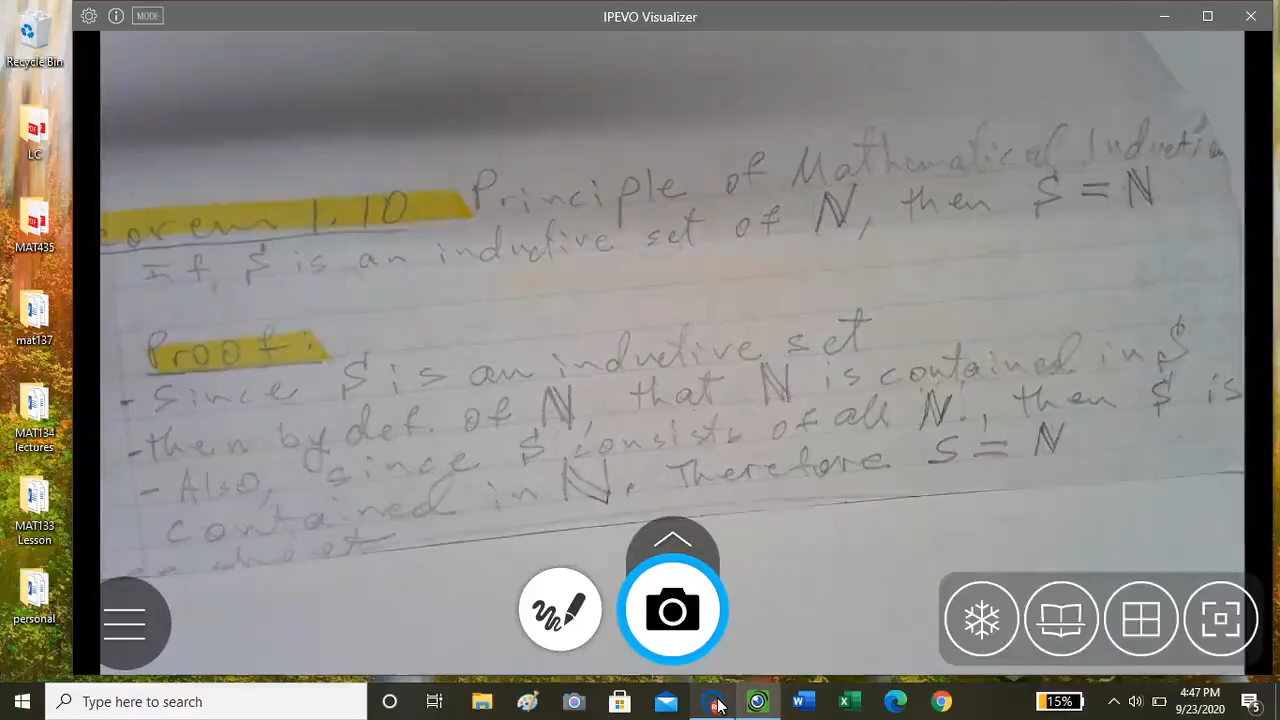 IPEVO Visualizer
MODE
Recycle Bin
LC
MAT435
mat137
MAT134
lectures
MAT133
Lesson
personal
orem 1.10 Principle of Mathematical Induction
If, S is an inductive set of N, then S = N
Proof:
- Since S is an inductive set
- then by def. of N, that N is contained in S
- Also, since S consists of all N., then S is
contained in N. Therefore S = N
Type here to search
15%
4:47 PM
9/23/2020
5